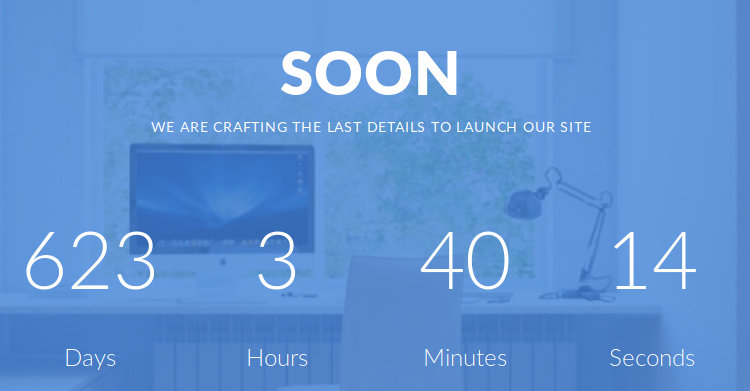 SOON
WE ARE CRAFTING THE LAST DETAILS TO LAUNCH OUR SITE
623 3 40 14
Days Hours Minutes Seconds